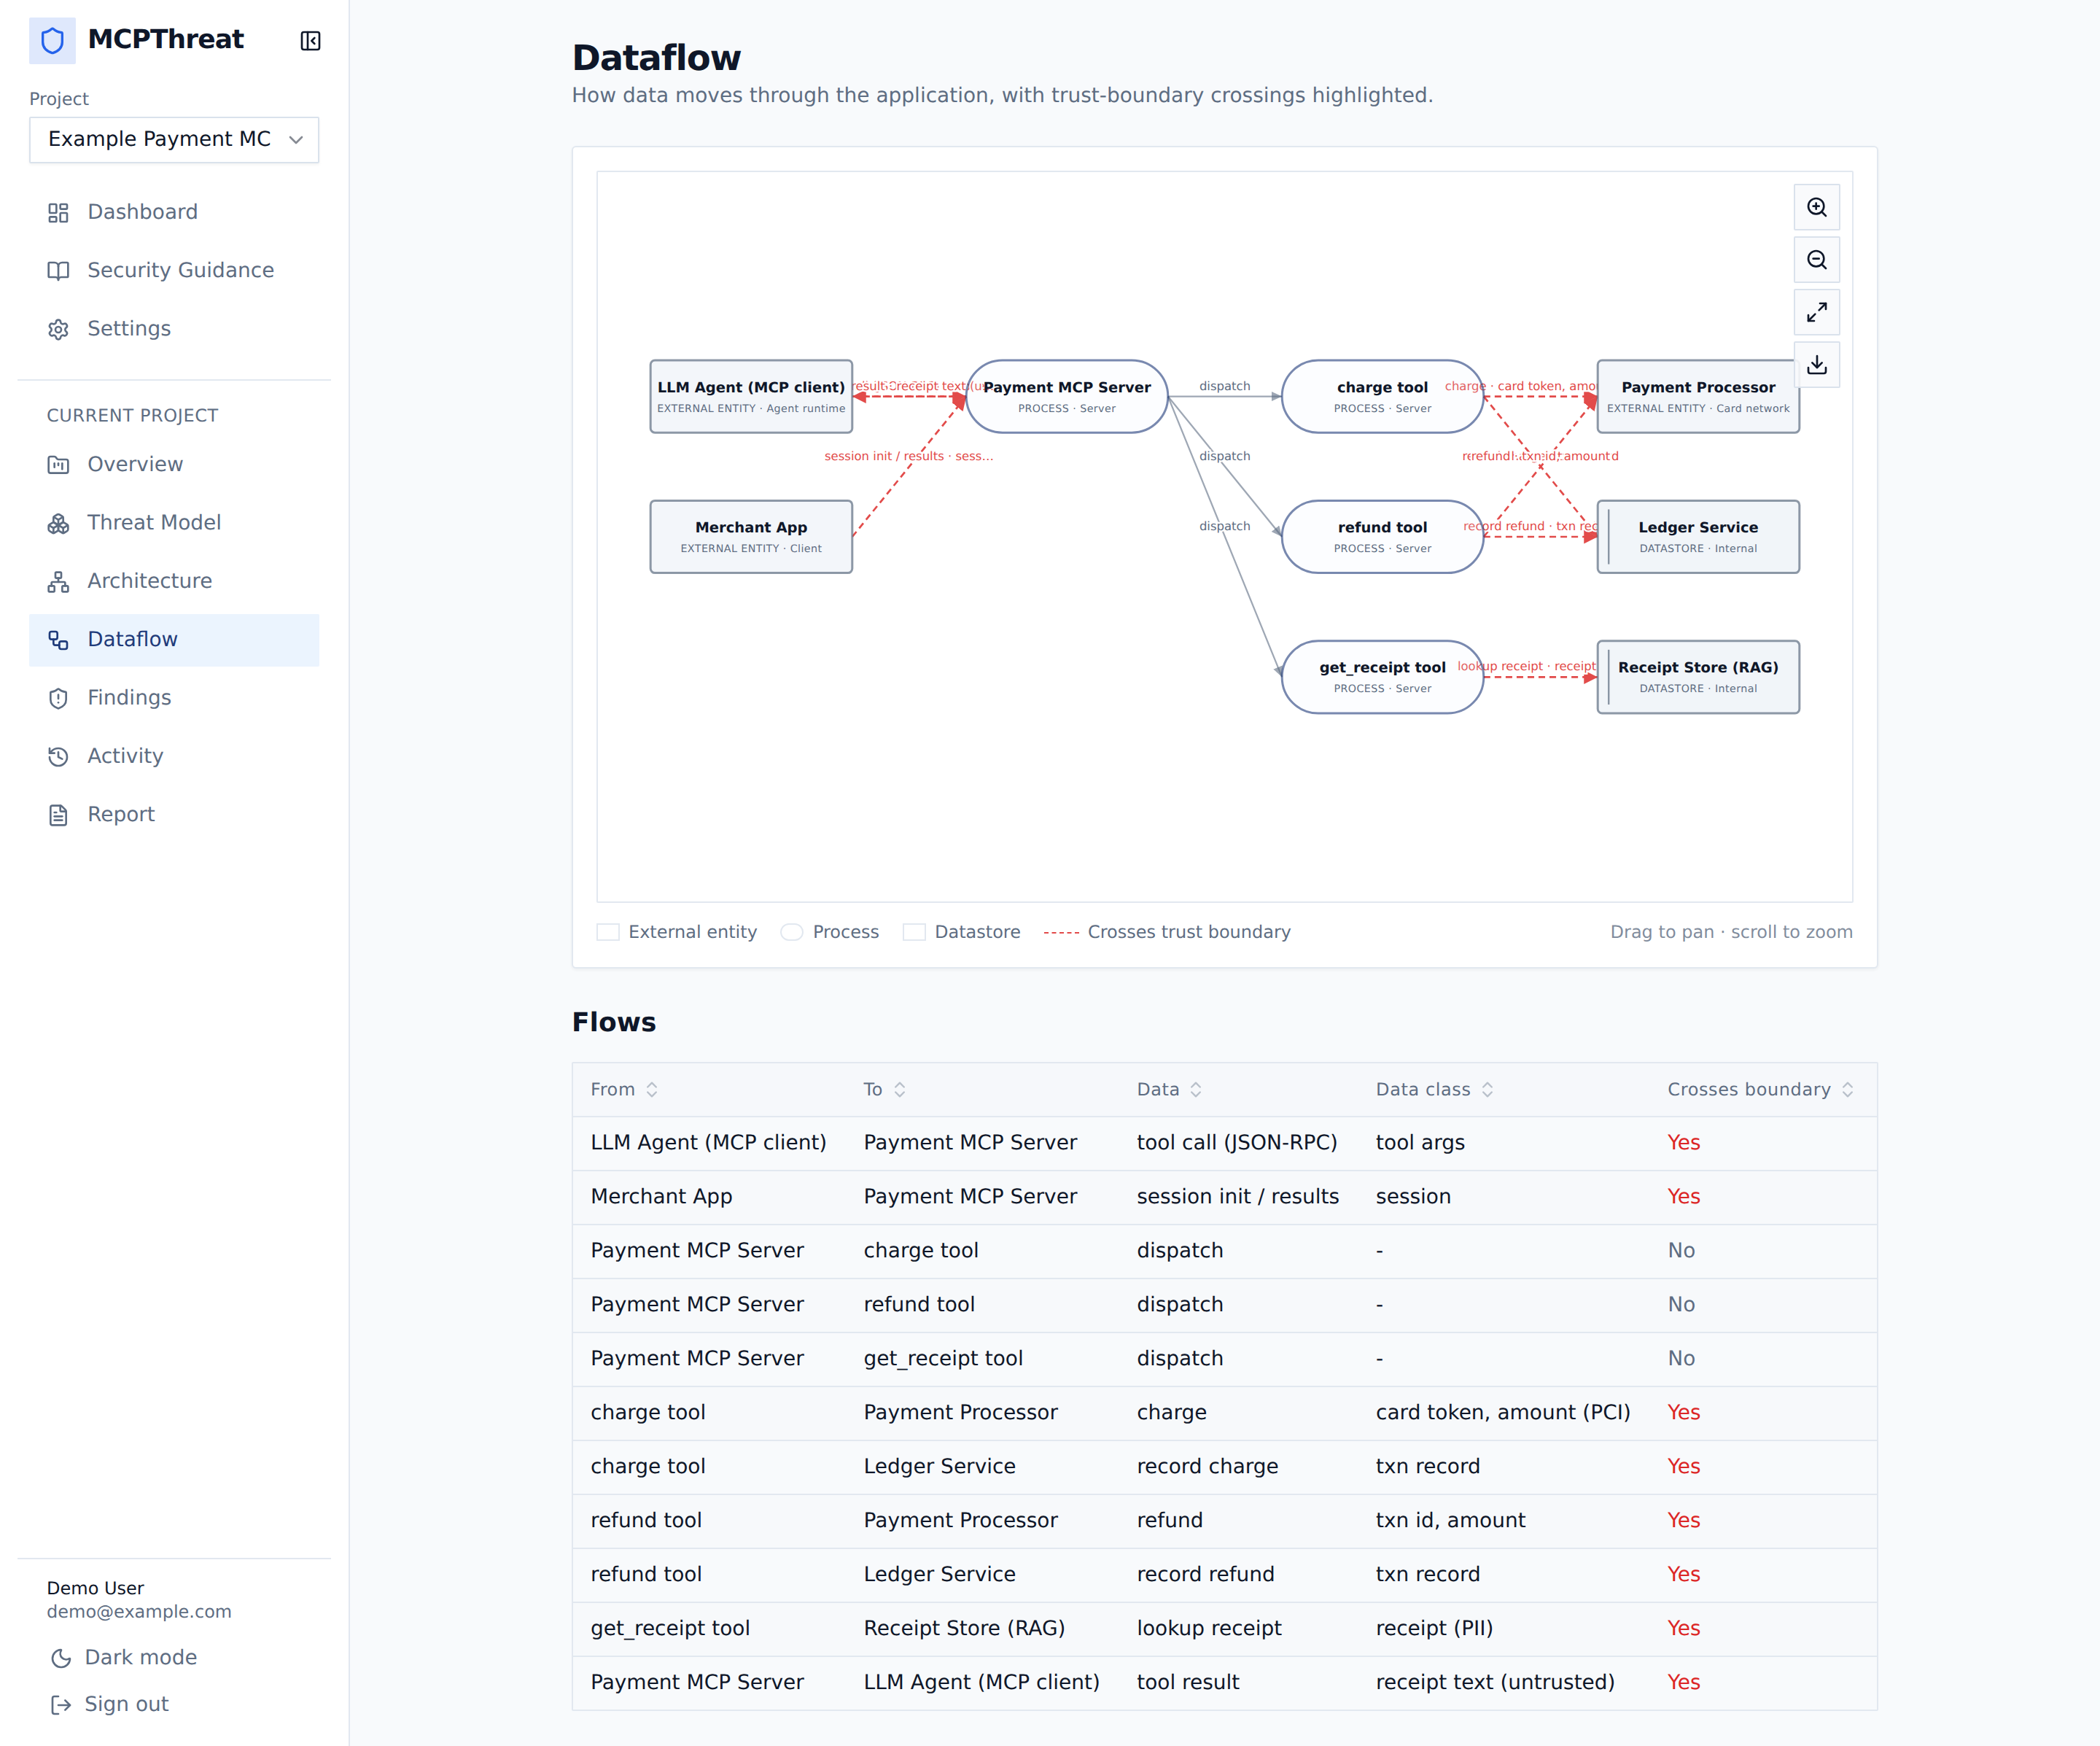 MCPThreat
Project
Example Payment MC
Dashboard
Security Guidance
Settings
CURRENT PROJECT
Overview
Threat Model
Architecture
Dataflow
Findings
Activity
Report
Demo User
demo@example.com
Dark mode
Sign out
Dataflow
How data moves through the application, with trust-boundary crossings highlighted.
LLM Agent (MCP client)
EXTERNAL ENTITY · Agent runtime
Payment MCP Server
PROCESS · Server
dispatch
charge tool
PROCESS · Server
charge · card token,
Payment Processor
EXTERNAL ENTITY · Card network
session init / results · sess...
dispatch
Merchant App
EXTERNAL ENTITY · Client
dispatch
refund tool
PROCESS · Server
record refund · txn
Ledger Service
DATASTORE · Internal
get_receipt tool
PROCESS · Server
lookup receipt · receipt
Receipt Store (RAG)
DATASTORE · Internal
External entity
Process
Datastore
Crosses trust boundary
Drag to pan · scroll to zoom
Flows
From To Data Data class Crosses boundary
LLM Agent (MCP client) Payment MCP Server tool call (JSON-RPC) tool args Yes
Merchant App Payment MCP Server session init / results session Yes
Payment MCP Server charge tool dispatch - No
Payment MCP Server refund tool dispatch - No
Payment MCP Server get_receipt tool dispatch - No
charge tool Payment Processor charge card token, amount (PCI) Yes
charge tool Ledger Service record charge txn record Yes
refund tool Payment Processor refund txn id, amount Yes
refund tool Ledger Service record refund txn record Yes
get_receipt tool Receipt Store (RAG) lookup receipt receipt (PII) Yes
Payment MCP Server LLM Agent (MCP client) tool result receipt text (untrusted) Yes